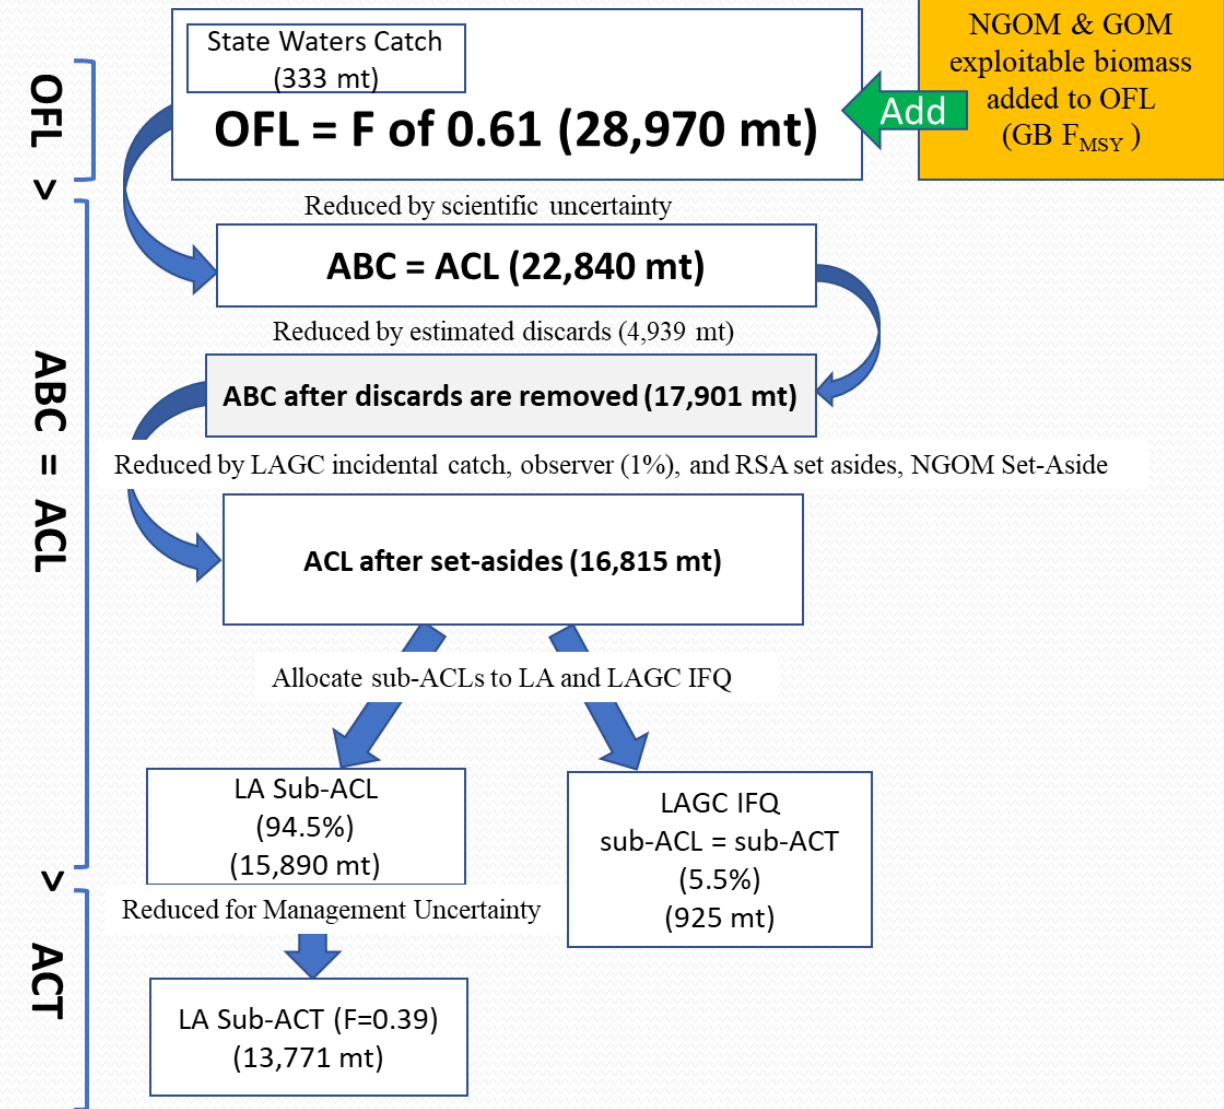 State Waters Catch
(333 mt)
OFL = F of 0.61 (28,970 mt)
Add
NGOM & GOM
exploitable biomass
added to OFL
(GB FMSY )
OFL
>
Reduced by scientific uncertainty
ABC = ACL (22,840 mt)
Reduced by estimated discards (4,939 mt)
ABC after discards are removed (17,901 mt)
Reduced by LAGC incidental catch, observer (1%), and RSA set asides, NGOM Set-Aside
ACL after set-asides (16,815 mt)
ABC = ACL
Allocate sub-ACLs to LA and LAGC IFQ
LA Sub-ACL
(94.5%)
(15,890 mt)
LAGC IFQ
sub-ACL = sub-ACT
(5.5%)
(925 mt)
>
Reduced for Management Uncertainty
ACT
LA Sub-ACT (F=0.39)
(13,771 mt)